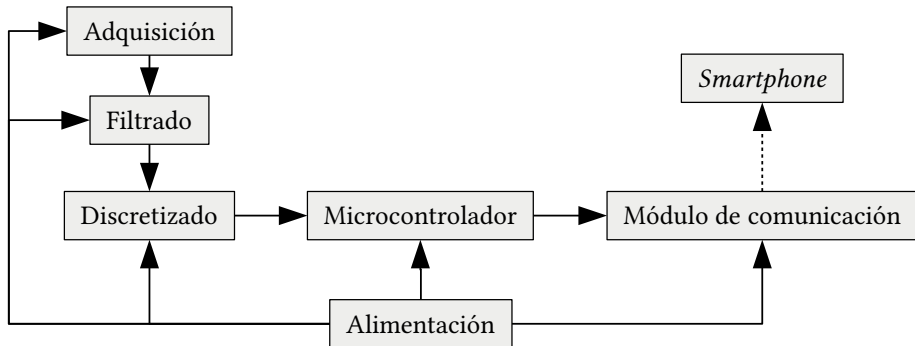 Adquisición
Smartphone
Filtrado
Discretizado
Microcontrolador
Módulo de comunicación
Alimentación